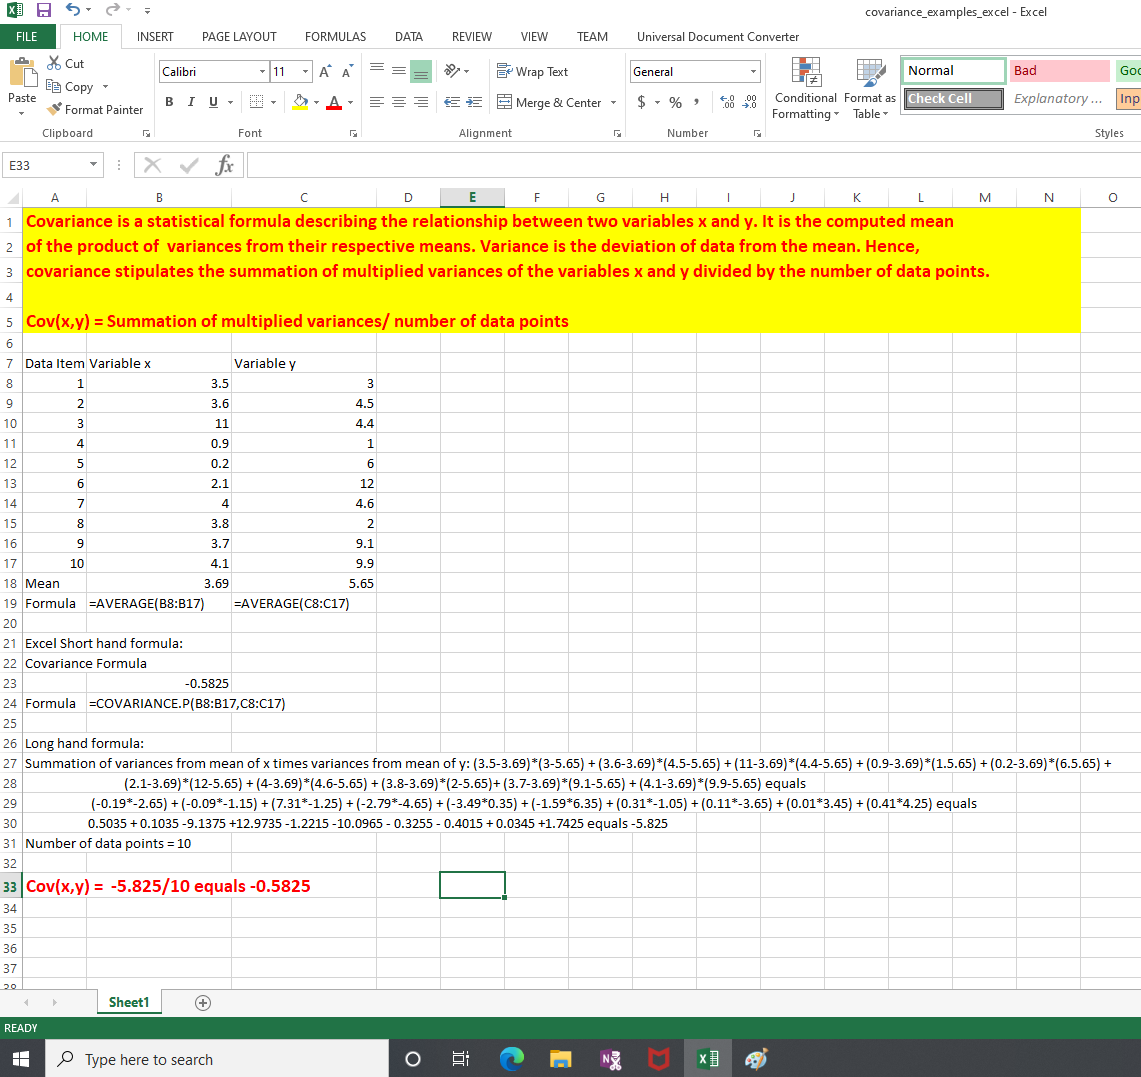 covariance_examples_excel - Excel
FILE HOME INSERT PAGE LAYOUT FORMULAS DATA REVIEW VIEW TEAM Universal Document Converter
Paste
Cut
Copy
Format Painter
Clipboard
Calibri 11
B I U
Font
Wrap Text
Merge & Center
Alignment
General
$ % ,
Number
Conditional Formatting
Format as Table
Normal Bad Goo
Check Cell Explanatory ... Inp
Styles
E33
fx
A B C D E F G H I J K L M N O
1 Covariance is a statistical formula describing the relationship between two variables x and y. It is the computed mean
2 of the product of variances from their respective means. Variance is the deviation of data from the mean. Hence,
3 covariance stipulates the summation of multiplied variances of the variables x and y divided by the number of data points.
4
5 Cov(x,y) = Summation of multiplied variances/ number of data points
6
7 Data Item Variable x Variable y
8 1 3.5 3
9 2 3.6 4.5
10 3 11 4.4
11 4 0.9 1
12 5 0.2 6
13 6 2.1 12
14 7 4 4.6
15 8 3.8 2
16 9 3.7 9.1
17 10 4.1 9.9
18 Mean 3.69 5.65
19 Formula =AVERAGE(B8:B17) =AVERAGE(C8:C17)
20
21 Excel Short hand formula:
22 Covariance Formula
23 -0.5825
24 Formula =COVARIANCE.P(B8:B17,C8:C17)
25
26 Long hand formula:
27 Summation of variances from mean of x times variances from mean of y: (3.5-3.69)*(3-5.65) + (3.6-3.69)*(4.5-5.65) + (11-3.69)*(4.4-5.65) + (0.9-3.69)*(1.5.65) + (0.2-3.69)*(6.5.65) +
28 (2.1-3.69)*(12-5.65) + (4-3.69)*(4.6-5.65) + (3.8-3.69)*(2-5.65)+ (3.7-3.69)*(9.1-5.65) + (4.1-3.69)*(9.9-5.65) equals
29 (-0.19*-2.65) + (-0.09*-1.15) + (7.31*-1.25) + (-2.79*-4.65) + (-3.49*0.35) + (-1.59*6.35) + (0.31*-1.05) + (0.11*-3.65) + (0.01*3.45) + (0.41*4.25) equals
30 0.5035 + 0.1035 -9.1375 +12.9735 -1.2215 -10.0965 - 0.3255 - 0.4015 + 0.0345 +1.7425 equals -5.825
31 Number of data points = 10
32
33 Cov(x,y) = -5.825/10 equals -0.5825
34
35
36
37
38
Sheet1
READY
Type here to search